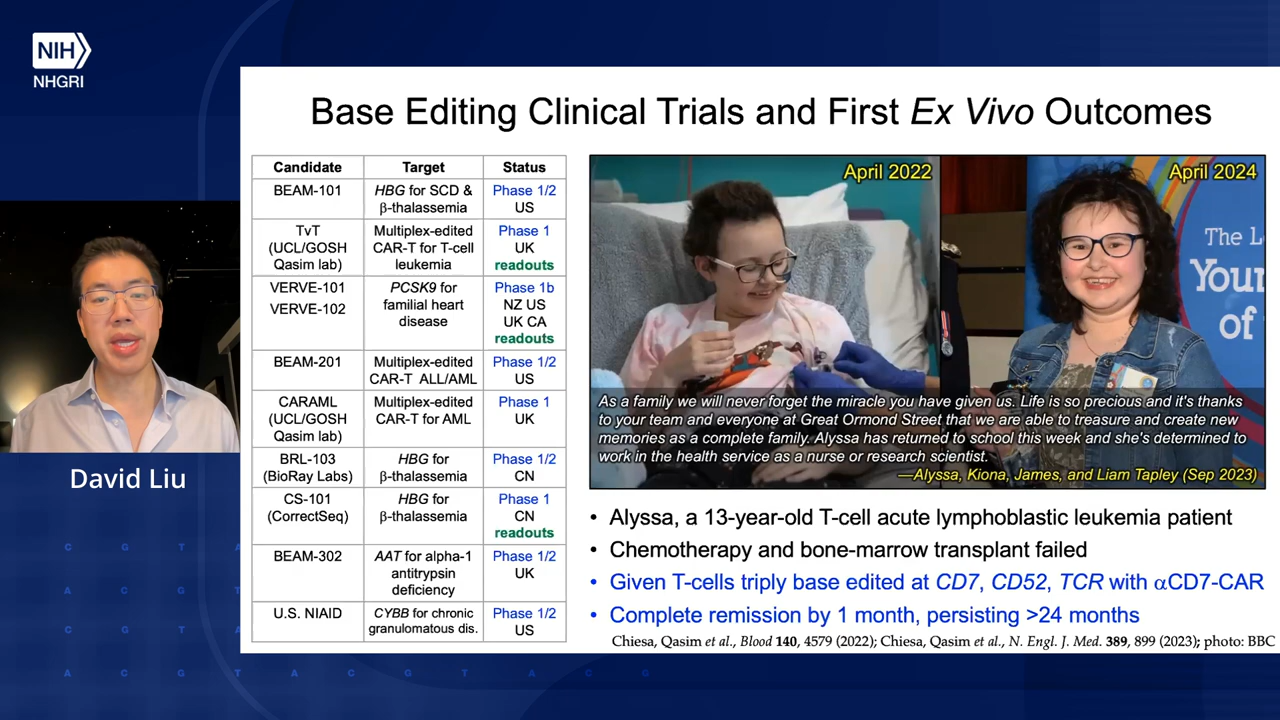 NIH
NHGRI
Base Editing Clinical Trials and First Ex Vivo Outcomes
Candidate Target Status
BEAM-101 HBG for SCD & Phase 1/2
β-thalassemia US
TvT Multiplex-edited Phase 1
(UCL/GOSH CAR-T for T-cell UK
Qasim lab) leukemia readouts
VERVE-101 PCSK9 for Phase 1b
VERVE-102 familial heart NZ US
disease UK CA
readouts
BEAM-201 Multiplex-edited Phase 1/2
CAR-T ALL/AML US
CARAML Multiplex-edited Phase 1
(UCL/GOSH CAR-T for AML UK
Qasim lab)
BRL-103 HBG for Phase 1/2
(BioRay Labs) β-thalassemia CN
CS-101 HBG for Phase 1
(CorrectSeq) β-thalassemia CN
readouts
BEAM-302 AAT for alpha-1 Phase 1/2
antitrypsin UK
deficiency
U.S. NIAID CYBB for chronic Phase 1/2
granulomatous dis. US
April 2022
April 2024
The L
Your
of
As a family we will never forget the miracle you have given us. Life is so precious and it's thanks
to your team and everyone at Great Ormond Street that we are able to treasure and create new
memories as a complete family. Alyssa has returned to school this week and she's determined to
work in the health service as a nurse or research scientist.
—Alyssa, Kiona, James, and Liam Tapley (Sep 2023)
• Alyssa, a 13-year-old T-cell acute lymphoblastic leukemia patient
• Chemotherapy and bone-marrow transplant failed
• Given T-cells triply base edited at CD7, CD52, TCR with αCD7-CAR
• Complete remission by 1 month, persisting >24 months
Chiesa, Qasim et al., Blood 140, 4579 (2022); Chiesa, Qasim et al., N. Engl. J. Med. 389, 899 (2023); photo: BBC
David Liu
C G T A
A C G T
C G T A
A C G T A C G T A C G